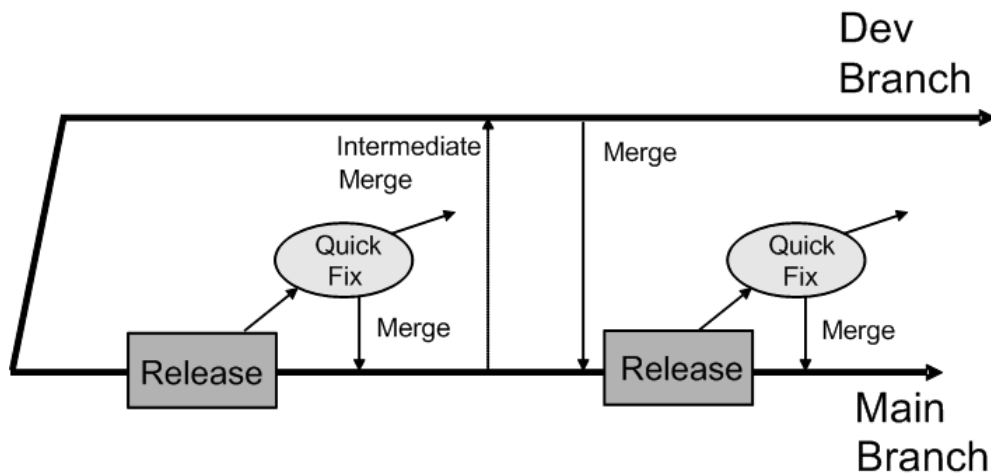 Dev
Branch
Intermediate
Merge
Merge
Quick
Fix
Quick
Fix
Merge
Merge
Release
Release
Main
Branch